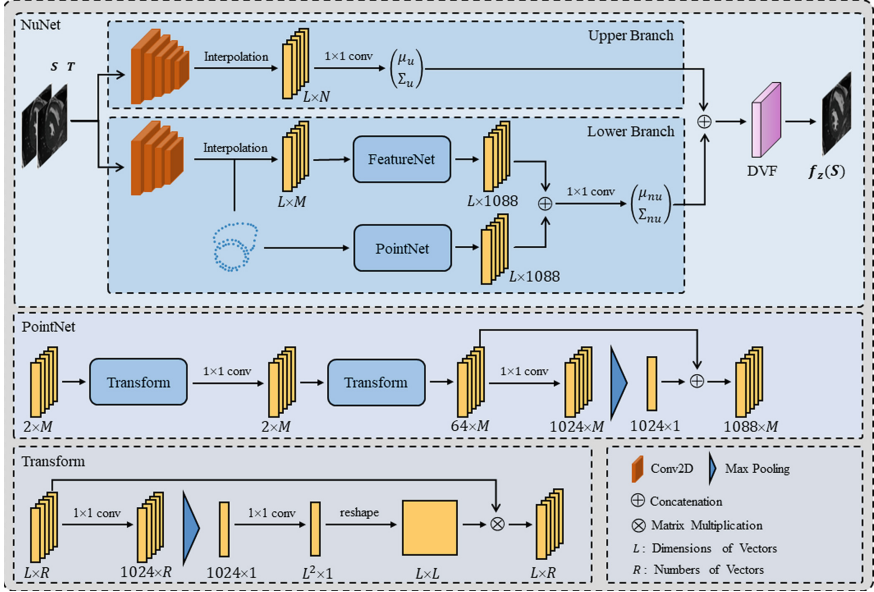 NuNet
Upper Branch
S T
Interpolation
1×1 conv
μu
Σu
L×N
Lower Branch
Interpolation
FeatureNet
L×M
L×1088
1×1 conv
μnu
Σnu
PointNet
L×1088
DVF
fz(S)
PointNet
Transform
1×1 conv
Transform
1×1 conv
2×M
2×M
64×M
1024×M
1024×1
1088×M
Transform
1×1 conv
1×1 conv
reshape
L×R
1024×R
1024×1
L²×1
L×L
L×R
Conv2D
Max Pooling
Concatenation
Matrix Multiplication
L: Dimensions of Vectors
R: Numbers of Vectors